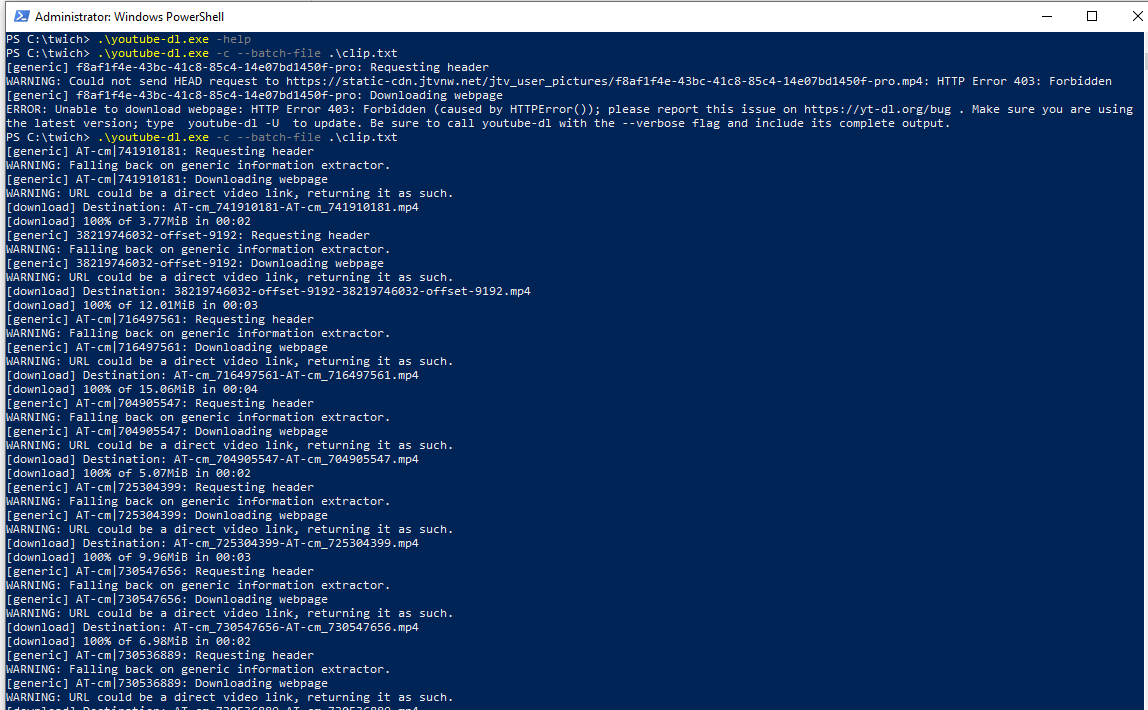 Administrator: Windows PowerShell
PS C:\twich> .\youtube-dl.exe -help
PS C:\twich> .\youtube-dl.exe -c --batch-file .\clip.txt
[generic] f8af1f4e-43bc-41c8-85c4-14e07bd1450f-pro: Requesting header
WARNING: Could not send HEAD request to https://static-cdn.jtvnw.net/jtv_user_pictures/f8af1f4e-43bc-41c8-85c4-14e07bd1450f-pro.mp4: HTTP Error 403: Forbidden
[generic] f8af1f4e-43bc-41c8-85c4-14e07bd1450f-pro: Downloading webpage
ERROR: Unable to download webpage: HTTP Error 403: Forbidden (caused by HTTPError()); please report this issue on https://yt-dl.org/bug . Make sure you are using
the latest version; type  youtube-dl -U  to update. Be sure to call youtube-dl with the --verbose flag and include its complete output.
PS C:\twich> .\youtube-dl.exe -c --batch-file .\clip.txt
[generic] AT-cm|741910181: Requesting header
WARNING: Falling back on generic information extractor.
[generic] AT-cm|741910181: Downloading webpage
WARNING: URL could be a direct video link, returning it as such.
[download] Destination: AT-cm_741910181-AT-cm_741910181.mp4
[download] 100% of 3.77MiB in 00:02
[generic] 38219746032-offset-9192: Requesting header
WARNING: Falling back on generic information extractor.
[generic] 38219746032-offset-9192: Downloading webpage
WARNING: URL could be a direct video link, returning it as such.
[download] Destination: 38219746032-offset-9192-38219746032-offset-9192.mp4
[download] 100% of 12.01MiB in 00:03
[generic] AT-cm|716497561: Requesting header
WARNING: Falling back on generic information extractor.
[generic] AT-cm|716497561: Downloading webpage
WARNING: URL could be a direct video link, returning it as such.
[download] Destination: AT-cm_716497561-AT-cm_716497561.mp4
[download] 100% of 15.06MiB in 00:04
[generic] AT-cm|704905547: Requesting header
WARNING: Falling back on generic information extractor.
[generic] AT-cm|704905547: Downloading webpage
WARNING: URL could be a direct video link, returning it as such.
[download] Destination: AT-cm_704905547-AT-cm_704905547.mp4
[download] 100% of 5.07MiB in 00:02
[generic] AT-cm|725304399: Requesting header
WARNING: Falling back on generic information extractor.
[generic] AT-cm|725304399: Downloading webpage
WARNING: URL could be a direct video link, returning it as such.
[download] Destination: AT-cm_725304399-AT-cm_725304399.mp4
[download] 100% of 9.96MiB in 00:03
[generic] AT-cm|730547656: Requesting header
WARNING: Falling back on generic information extractor.
[generic] AT-cm|730547656: Downloading webpage
WARNING: URL could be a direct video link, returning it as such.
[download] Destination: AT-cm_730547656-AT-cm_730547656.mp4
[download] 100% of 6.98MiB in 00:02
[generic] AT-cm|730536889: Requesting header
WARNING: Falling back on generic information extractor.
[generic] AT-cm|730536889: Downloading webpage
WARNING: URL could be a direct video link, returning it as such.
[download] Destination: AT-cm_730536889-AT-cm_730536889.mp4